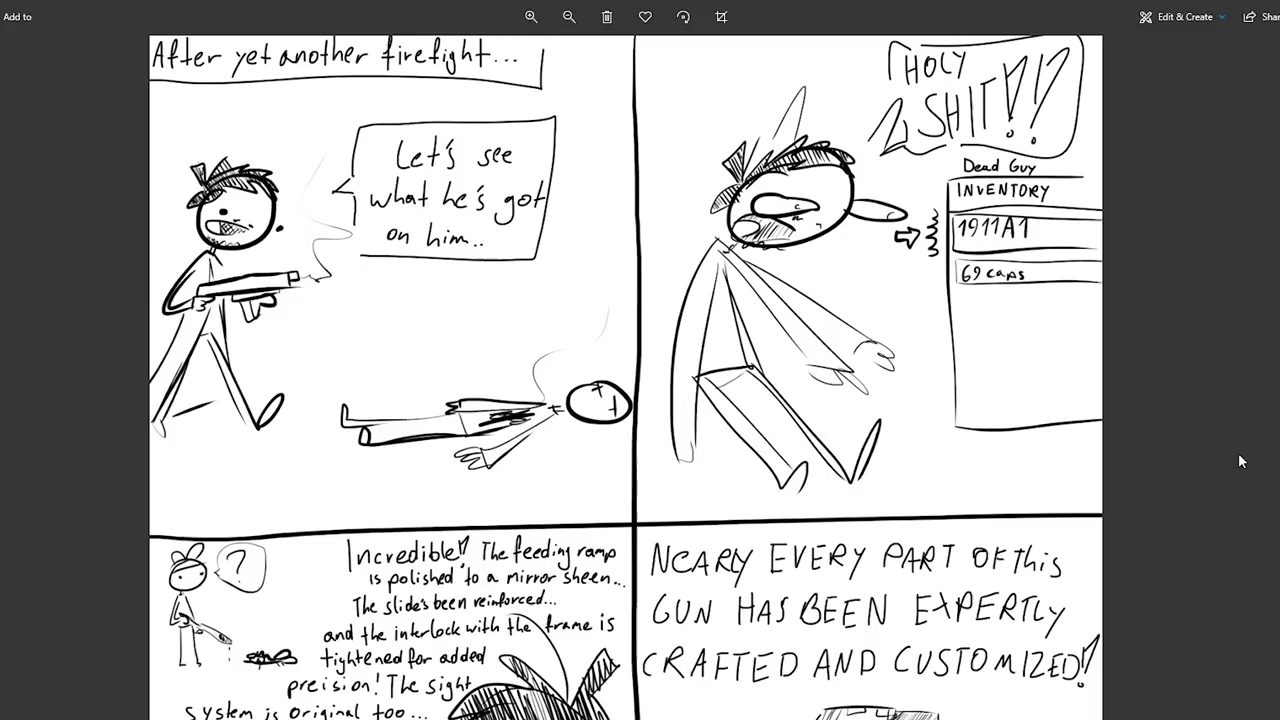 Add to
Edit & Create
Shar
After yet another firefight...
Let's see
what he's got
on him..
HOLY
SHIT!!
Dead Guy
INVENTORY
1911A1
69 caps
?
Incredible!! The feeding ramp
is polished to a mirror sheen...
The slide's been reinforced...
and the interlock with the frame is
tightened for added
precision! The sight
system is original too...
NEARLY EVERY PART OF this
GUN HAS BEEN EXPERTLY
CRAFTED AND CUSTOMIZED!!